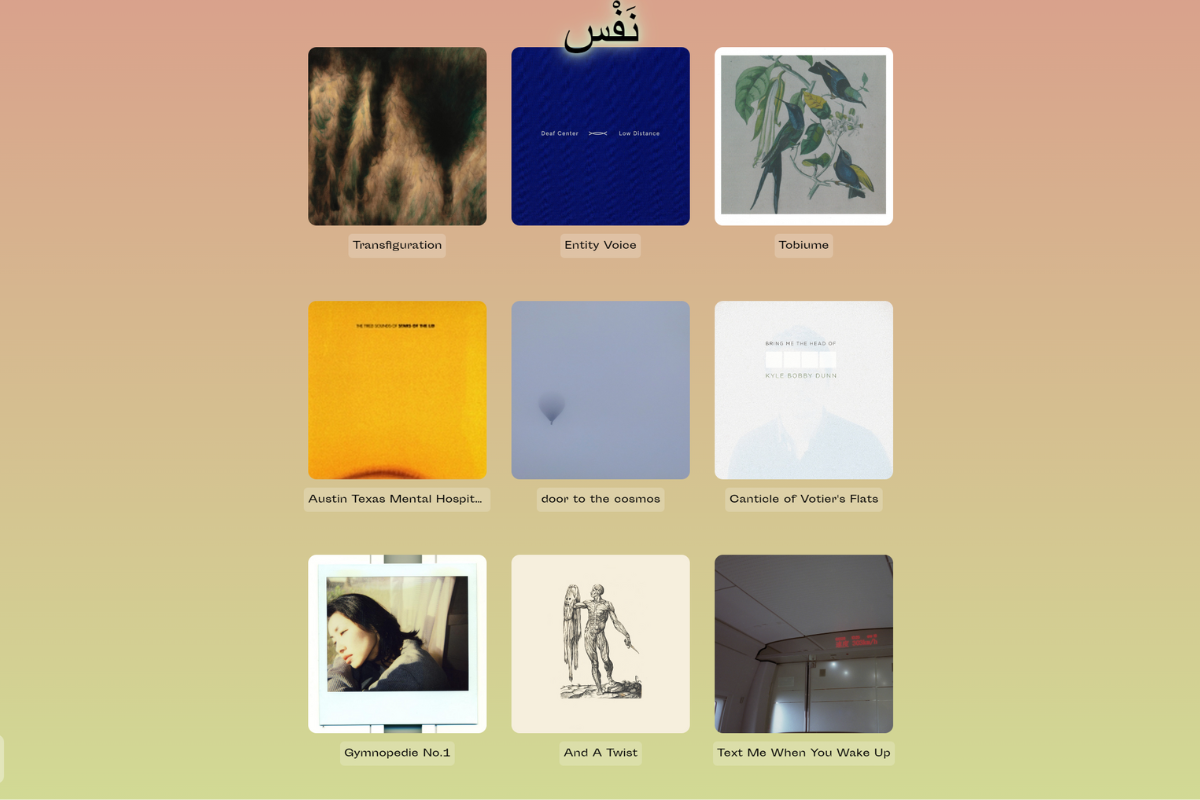 نَفْس
Deaf Center Low Distance
Transfiguration
Entity Voice
Tobiume
THE TIRED SOUNDS OF STARS OF THE LID
BRING ME THE HEAD OF
KYLE BOBBY DUNN
Austin Texas Mental Hospit...
door to the cosmos
Canticle of Votier's Flats
Gymnopedie No.1
And A Twist
Text Me When You Wake Up